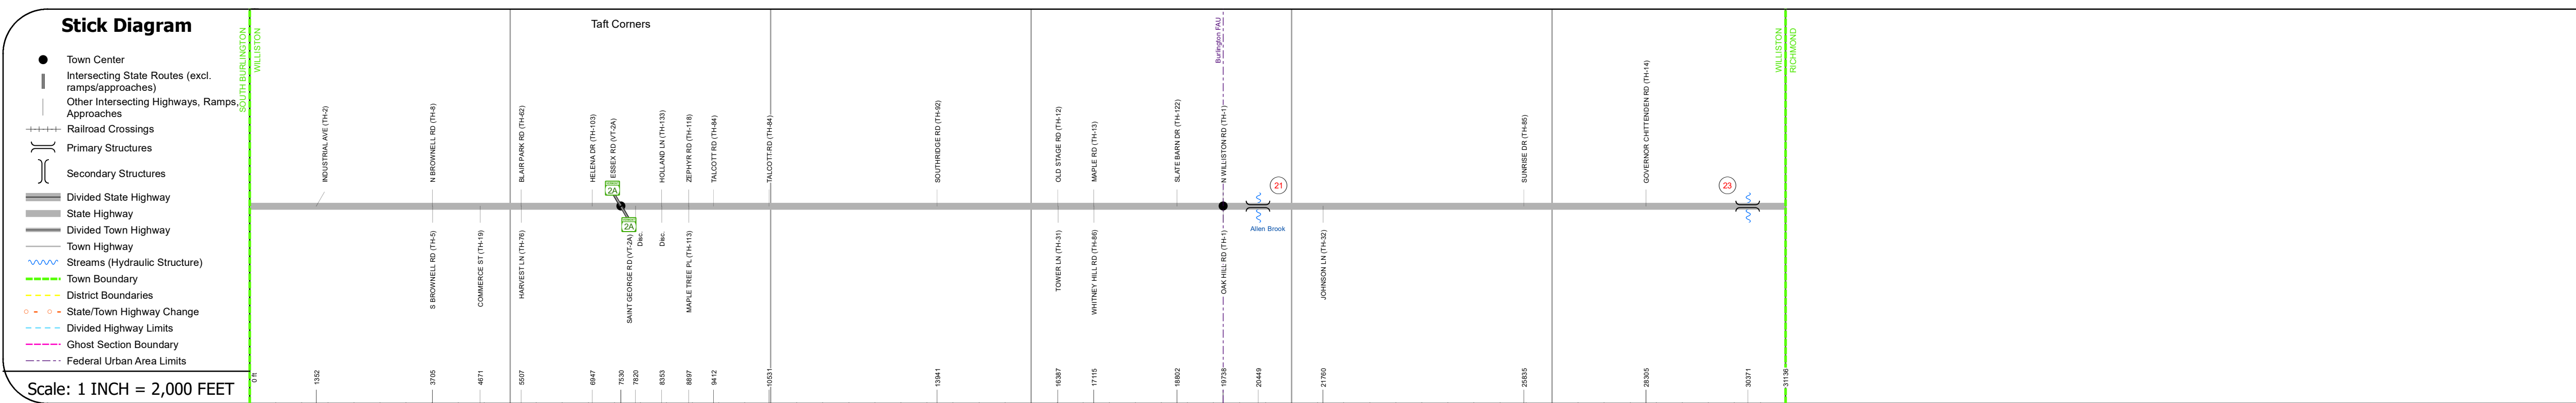 Stick Diagram
Town Center
Intersecting State Routes (excl.
ramps/approaches)
Other Intersecting Highways, Ramps,
Approaches
Railroad Crossings
Primary Structures
Secondary Structures
Divided State Highway
State Highway
Divided Town Highway
Town Highway
Streams (Hydraulic Structure)
Town Boundary
District Boundaries
State/Town Highway Change
Divided Highway Limits
Ghost Section Boundary
Federal Urban Area Limits
Scale: 1 INCH = 2,000 FEET
SOUTH BURLINGTON
WILLISTON
Taft Corners
Burlington FAU
WILLISTON
RICHMOND
INDUSTRIAL AVE (TH-2)
N BROWNELL RD (TH-8)
BLAIR PARK RD (TH-62)
HELENA DR (TH-103)
ESSEX RD (VT-2A)
HOLLAND LN (TH-133)
ZEPHYR RD (TH-118)
TALCOTT RD (TH-84)
TALCOTT RD (TH-84)
SOUTHRIDGE RD (TH-92)
OLD STAGE RD (TH-12)
MAPLE RD (TH-13)
SLATE BARN DR (TH-122)
N WILLISTON RD (TH-1)
SUNRISE DR (TH-85)
GOVERNOR CHITTENDEN RD (TH-14)
2A
2A
21
23
Allen Brook
S BROWNELL RD (TH-5)
COMMERCE ST (TH-19)
HARVEST LN (TH-76)
SAINT GEORGE RD (VT-2A)
Disc.
Disc.
MAPLE TREE PL (TH-113)
TOWER LN (TH-31)
WHITNEY HILL RD (TH-86)
OAK HILL RD (TH-1)
JOHNSON LN (TH-32)
0 ft
1352
3705
4671
5507
6947
7530
7820
8353
8897
9412
10531
13941
16387
17115
18802
19738
20449
21760
25835
28305
30371
31136